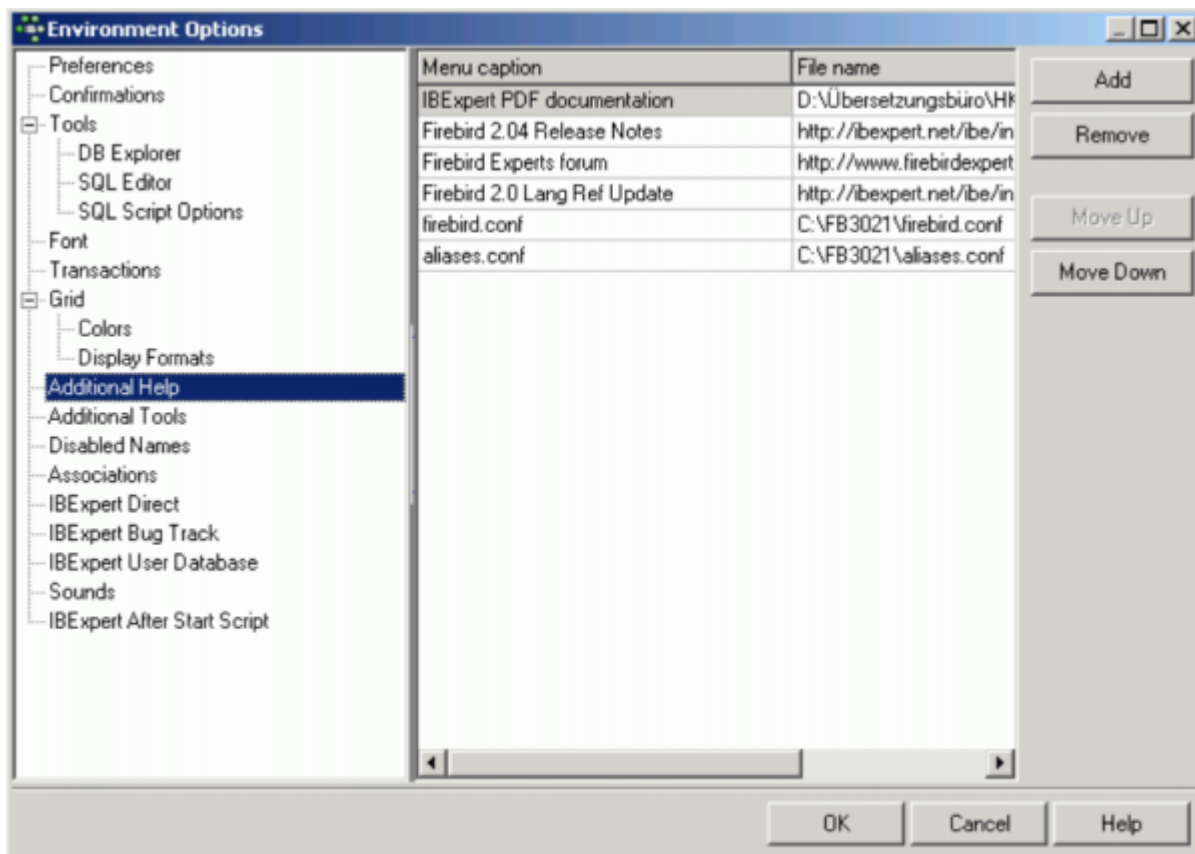 Environment Options
Preferences
Confirmations
Tools
DB Explorer
SQL Editor
SQL Script Options
Font
Transactions
Grid
Colors
Display Formats
Additional Help
Additional Tools
Disabled Names
Associations
IBExpert Direct
IBExpert Bug Track
IBExpert User Database
Sounds
IBExpert After Start Script
Menu caption File name
IBExpert PDF documentation D:\Übersetzungsbüro\HK
Firebird 2.04 Release Notes http://ibexpert.net/ibe/in
Firebird Experts forum http://www.firebirdexpert
Firebird 2.0 Lang Ref Update http://ibexpert.net/ibe/in
firebird.conf C:\FB3021\firebird.conf
aliases.conf C:\FB3021\aliases.conf
Add
Remove
Move Up
Move Down
OK Cancel Help